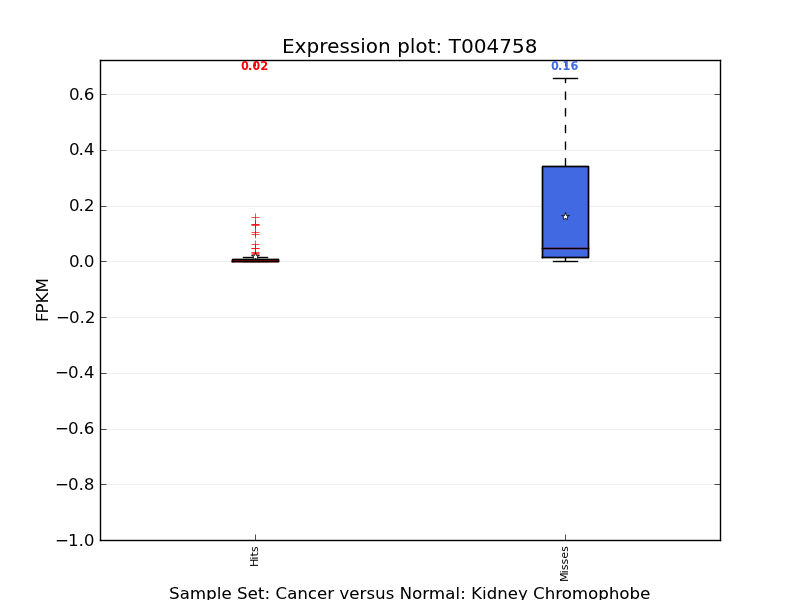 Expression plot: T004758
0.02
0.16
0.6
0.4
0.2
0.0
−0.2
−0.4
−0.6
−0.8
−1.0
FPKM
Hits
Misses
Sample Set: Cancer versus Normal: Kidney Chromophobe